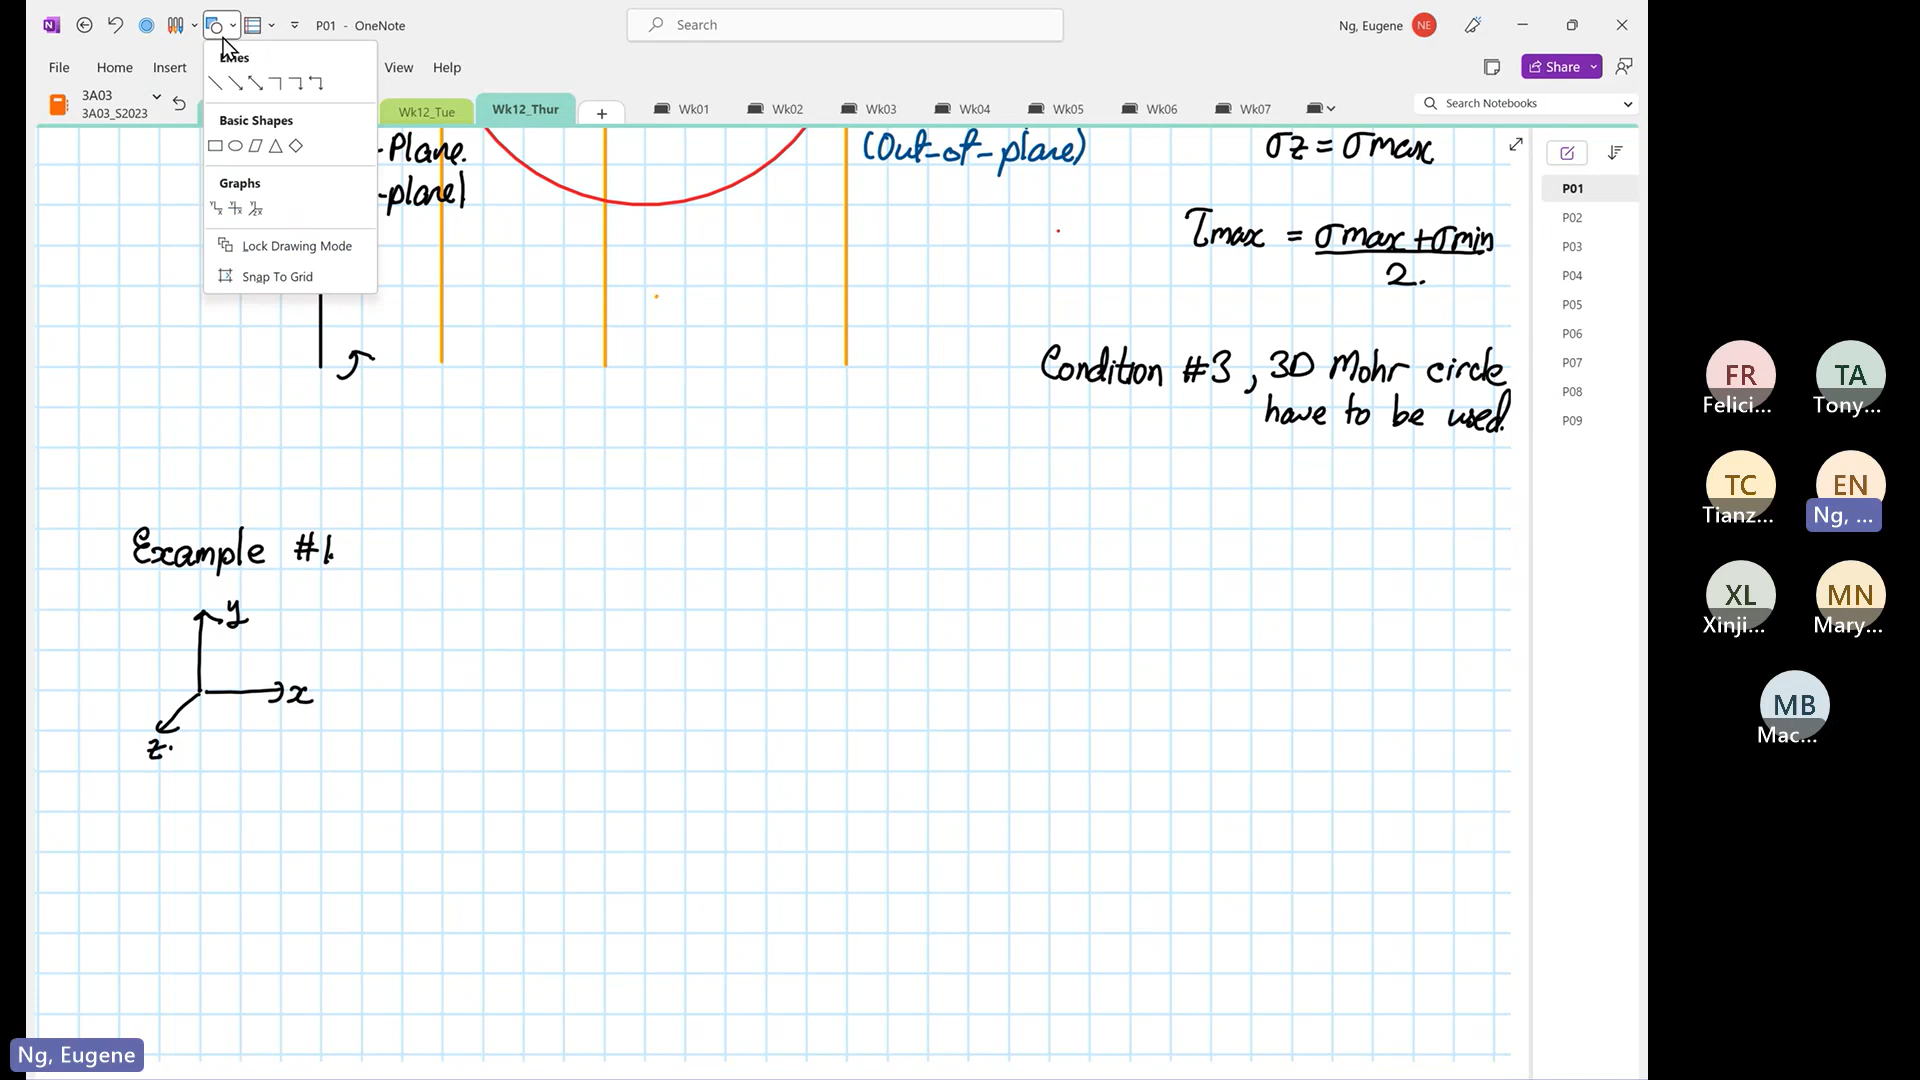 P01 - OneNote
Search
Ng, Eugene
NE
File
Home
Insert
View
Help
Share
Lines
Basic Shapes
Graphs
Lock Drawing Mode
Snap To Grid
3A03
3A03_S2023
Wk12_Tue
Wk12_Thur
+
Wk01
Wk02
Wk03
Wk04
Wk05
Wk06
Wk07
Search Notebooks
P01
P02
P03
P04
P05
P06
P07
P08
P09
-Plane.
-plane)
(Out-of-plane)
σz = σmax
τmax = σmax + σmin
2.
Condition #3, 3D Mohr circle
have to be used.
Example #1.
y
x
z.
FR
Felici...
TA
Tony...
TC
Tianz...
EN
Ng, ...
XL
Xinji...
MN
Mary...
MB
Mac...
Ng, Eugene